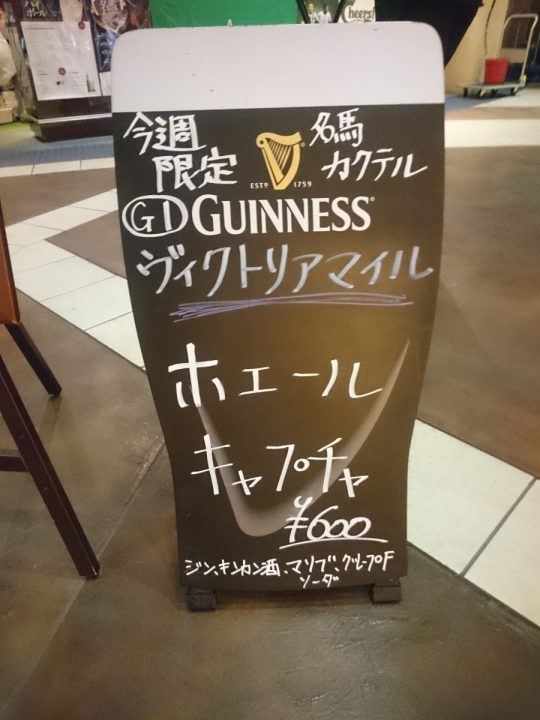 Cheers!
今週 名馬
限定 カクテル
ESTD 1759
GI GUINNESS
ヴィクトリアマイル
ホエール
キャプチャ
¥600
ジン、キンカン酒、マリブ、グレープF
ソーダ